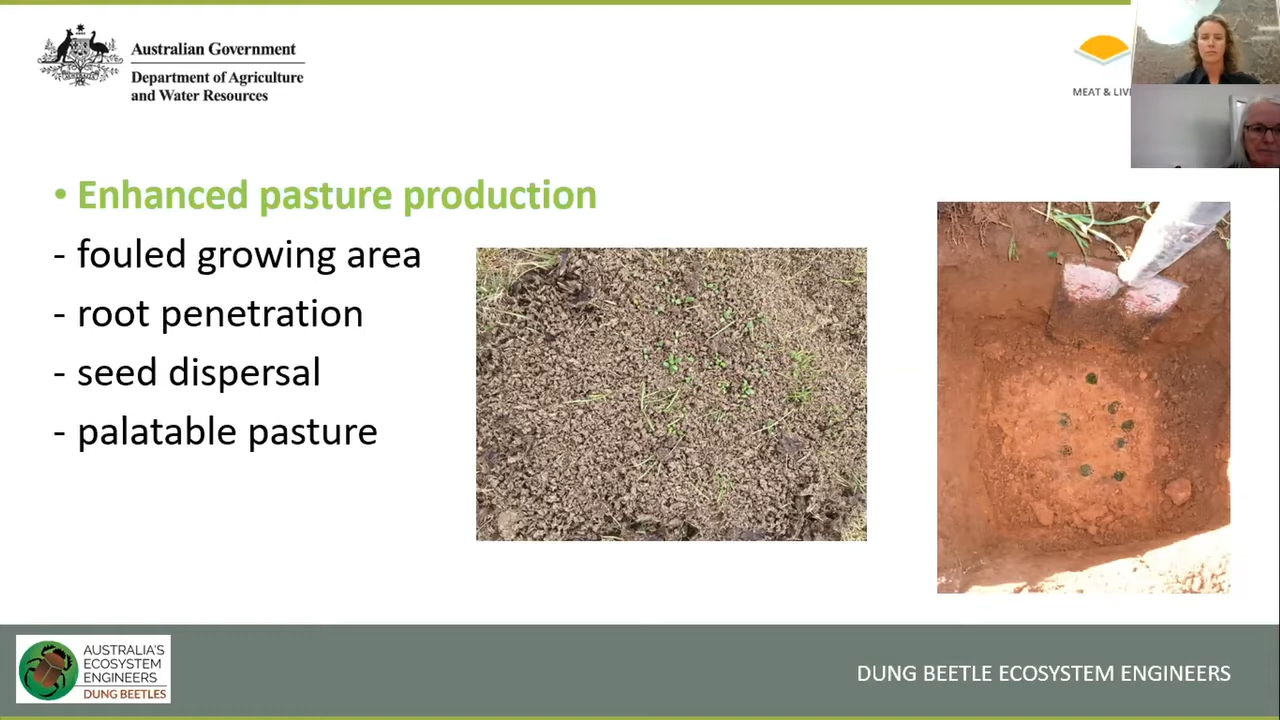 Australian Government
Department of Agriculture
and Water Resources
MEAT &
• Enhanced pasture production
- fouled growing area
- root penetration
- seed dispersal
- palatable pasture
AUSTRALIA'S
ECOSYSTEM
ENGINEERS
DUNG BEETLES
DUNG BEETLE ECOSYSTEM ENGINEERS